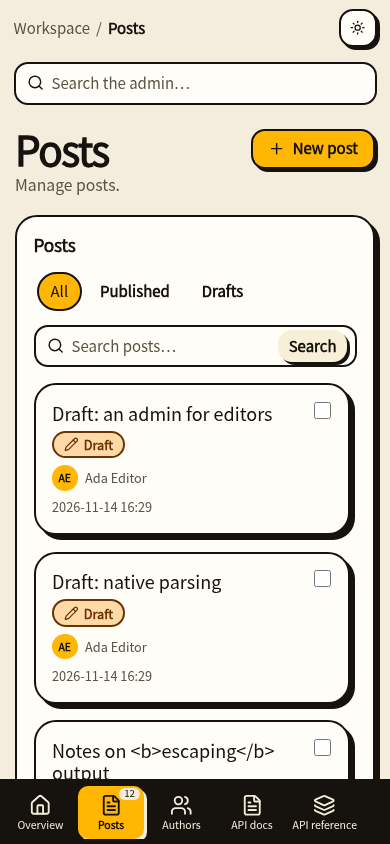 Workspace / Posts
Search the admin…
Posts
New post
Manage posts.
Posts
All Published Drafts
Search posts… Search
Draft: an admin for editors
Draft
AE Ada Editor
2026-11-14 16:29
Draft: native parsing
Draft
AE Ada Editor
2026-11-14 16:29
Notes on <b>escaping</b>
output
12
Overview Posts Authors API docs API reference